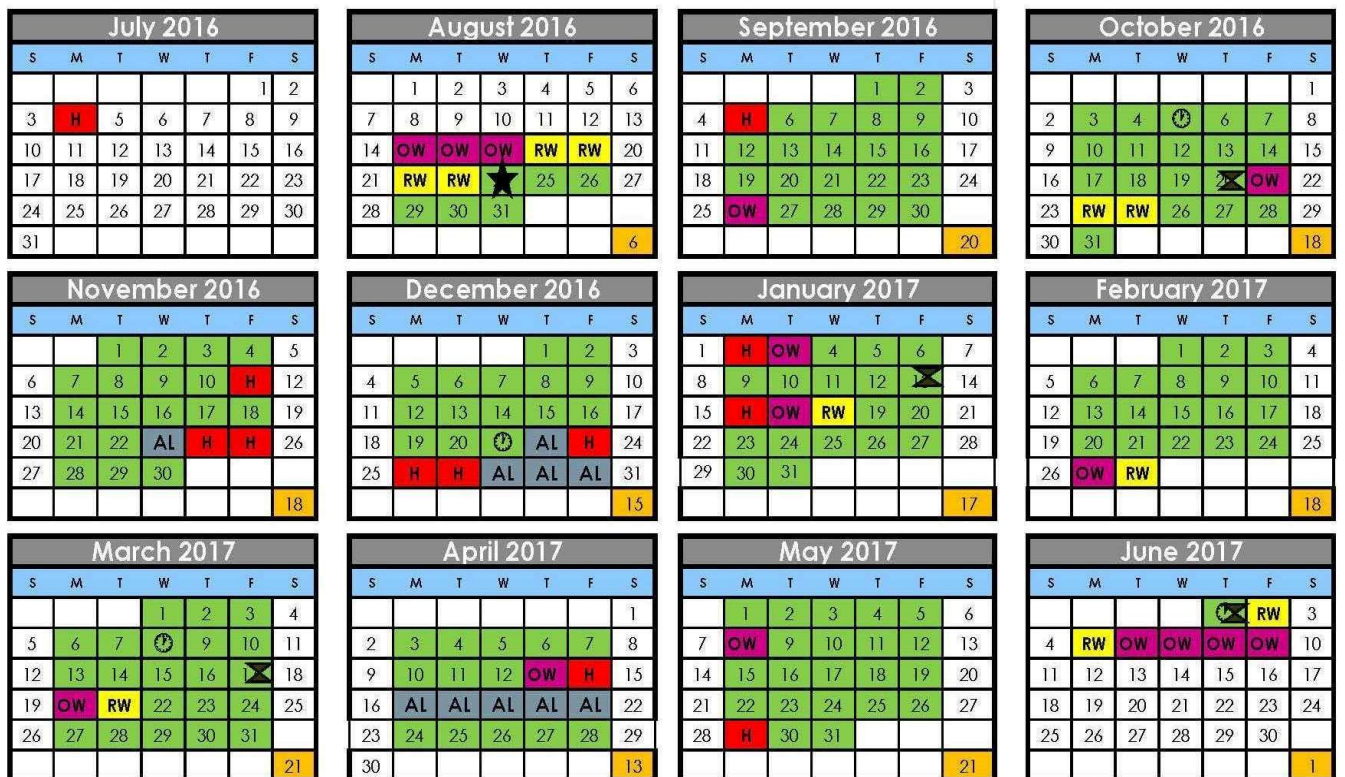 July 2016
S M T W T F S
1 2
3 H 5 6 7 8 9
10 11 12 13 14 15 16
17 18 19 20 21 22 23
24 25 26 27 28 29 30
31
August 2016
S M T W T F S
1 2 3 4 5 6
7 8 9 10 11 12 13
14 OW OW OW RW RW 20
21 RW RW 25 26 27
28 29 30 31
6
September 2016
S M T W T F S
1 2 3
4 H 6 7 8 9 10
11 12 13 14 15 16 17
18 19 20 21 22 23 24
25 OW 27 28 29 30
20
October 2016
S M T W T F S
1
2 3 4 6 7 8
9 10 11 12 13 14 15
16 17 18 19 OW 22
23 RW RW 26 27 28 29
30 31 18
November 2016
S M T W T F S
1 2 3 4 5
6 7 8 9 10 H 12
13 14 15 16 17 18 19
20 21 22 AL H H 26
27 28 29 30
18
December 2016
S M T W T F S
1 2 3
4 5 6 7 8 9 10
11 12 13 14 15 16 17
18 19 20 AL H 24
25 H H AL AL AL 31
15
January 2017
S M T W T F S
1 H OW 4 5 6 7
8 9 10 11 12 14
15 H OW RW 19 20 21
22 23 24 25 26 27 28
29 30 31
17
February 2017
S M T W T F S
1 2 3 4
5 6 7 8 9 10 11
12 13 14 15 16 17 18
19 20 21 22 23 24 25
26 OW RW
18
March 2017
S M T W T F S
1 2 3 4
5 6 7 9 10 11
12 13 14 15 16 18
19 OW RW 22 23 24 25
26 27 28 29 30 31
21
April 2017
S M T W T F S
1
2 3 4 5 6 7 8
9 10 11 12 OW H 15
16 AL AL AL AL AL 22
23 24 25 26 27 28 29
30 13
May 2017
S M T W T F S
1 2 3 4 5 6
7 OW 9 10 11 12 13
14 15 16 17 18 19 20
21 22 23 24 25 26 27
28 H 30 31
21
June 2017
S M T W T F S
RW 3
4 RW OW OW OW OW 10
11 12 13 14 15 16 17
18 19 20 21 22 23 24
25 26 27 28 29 30
1